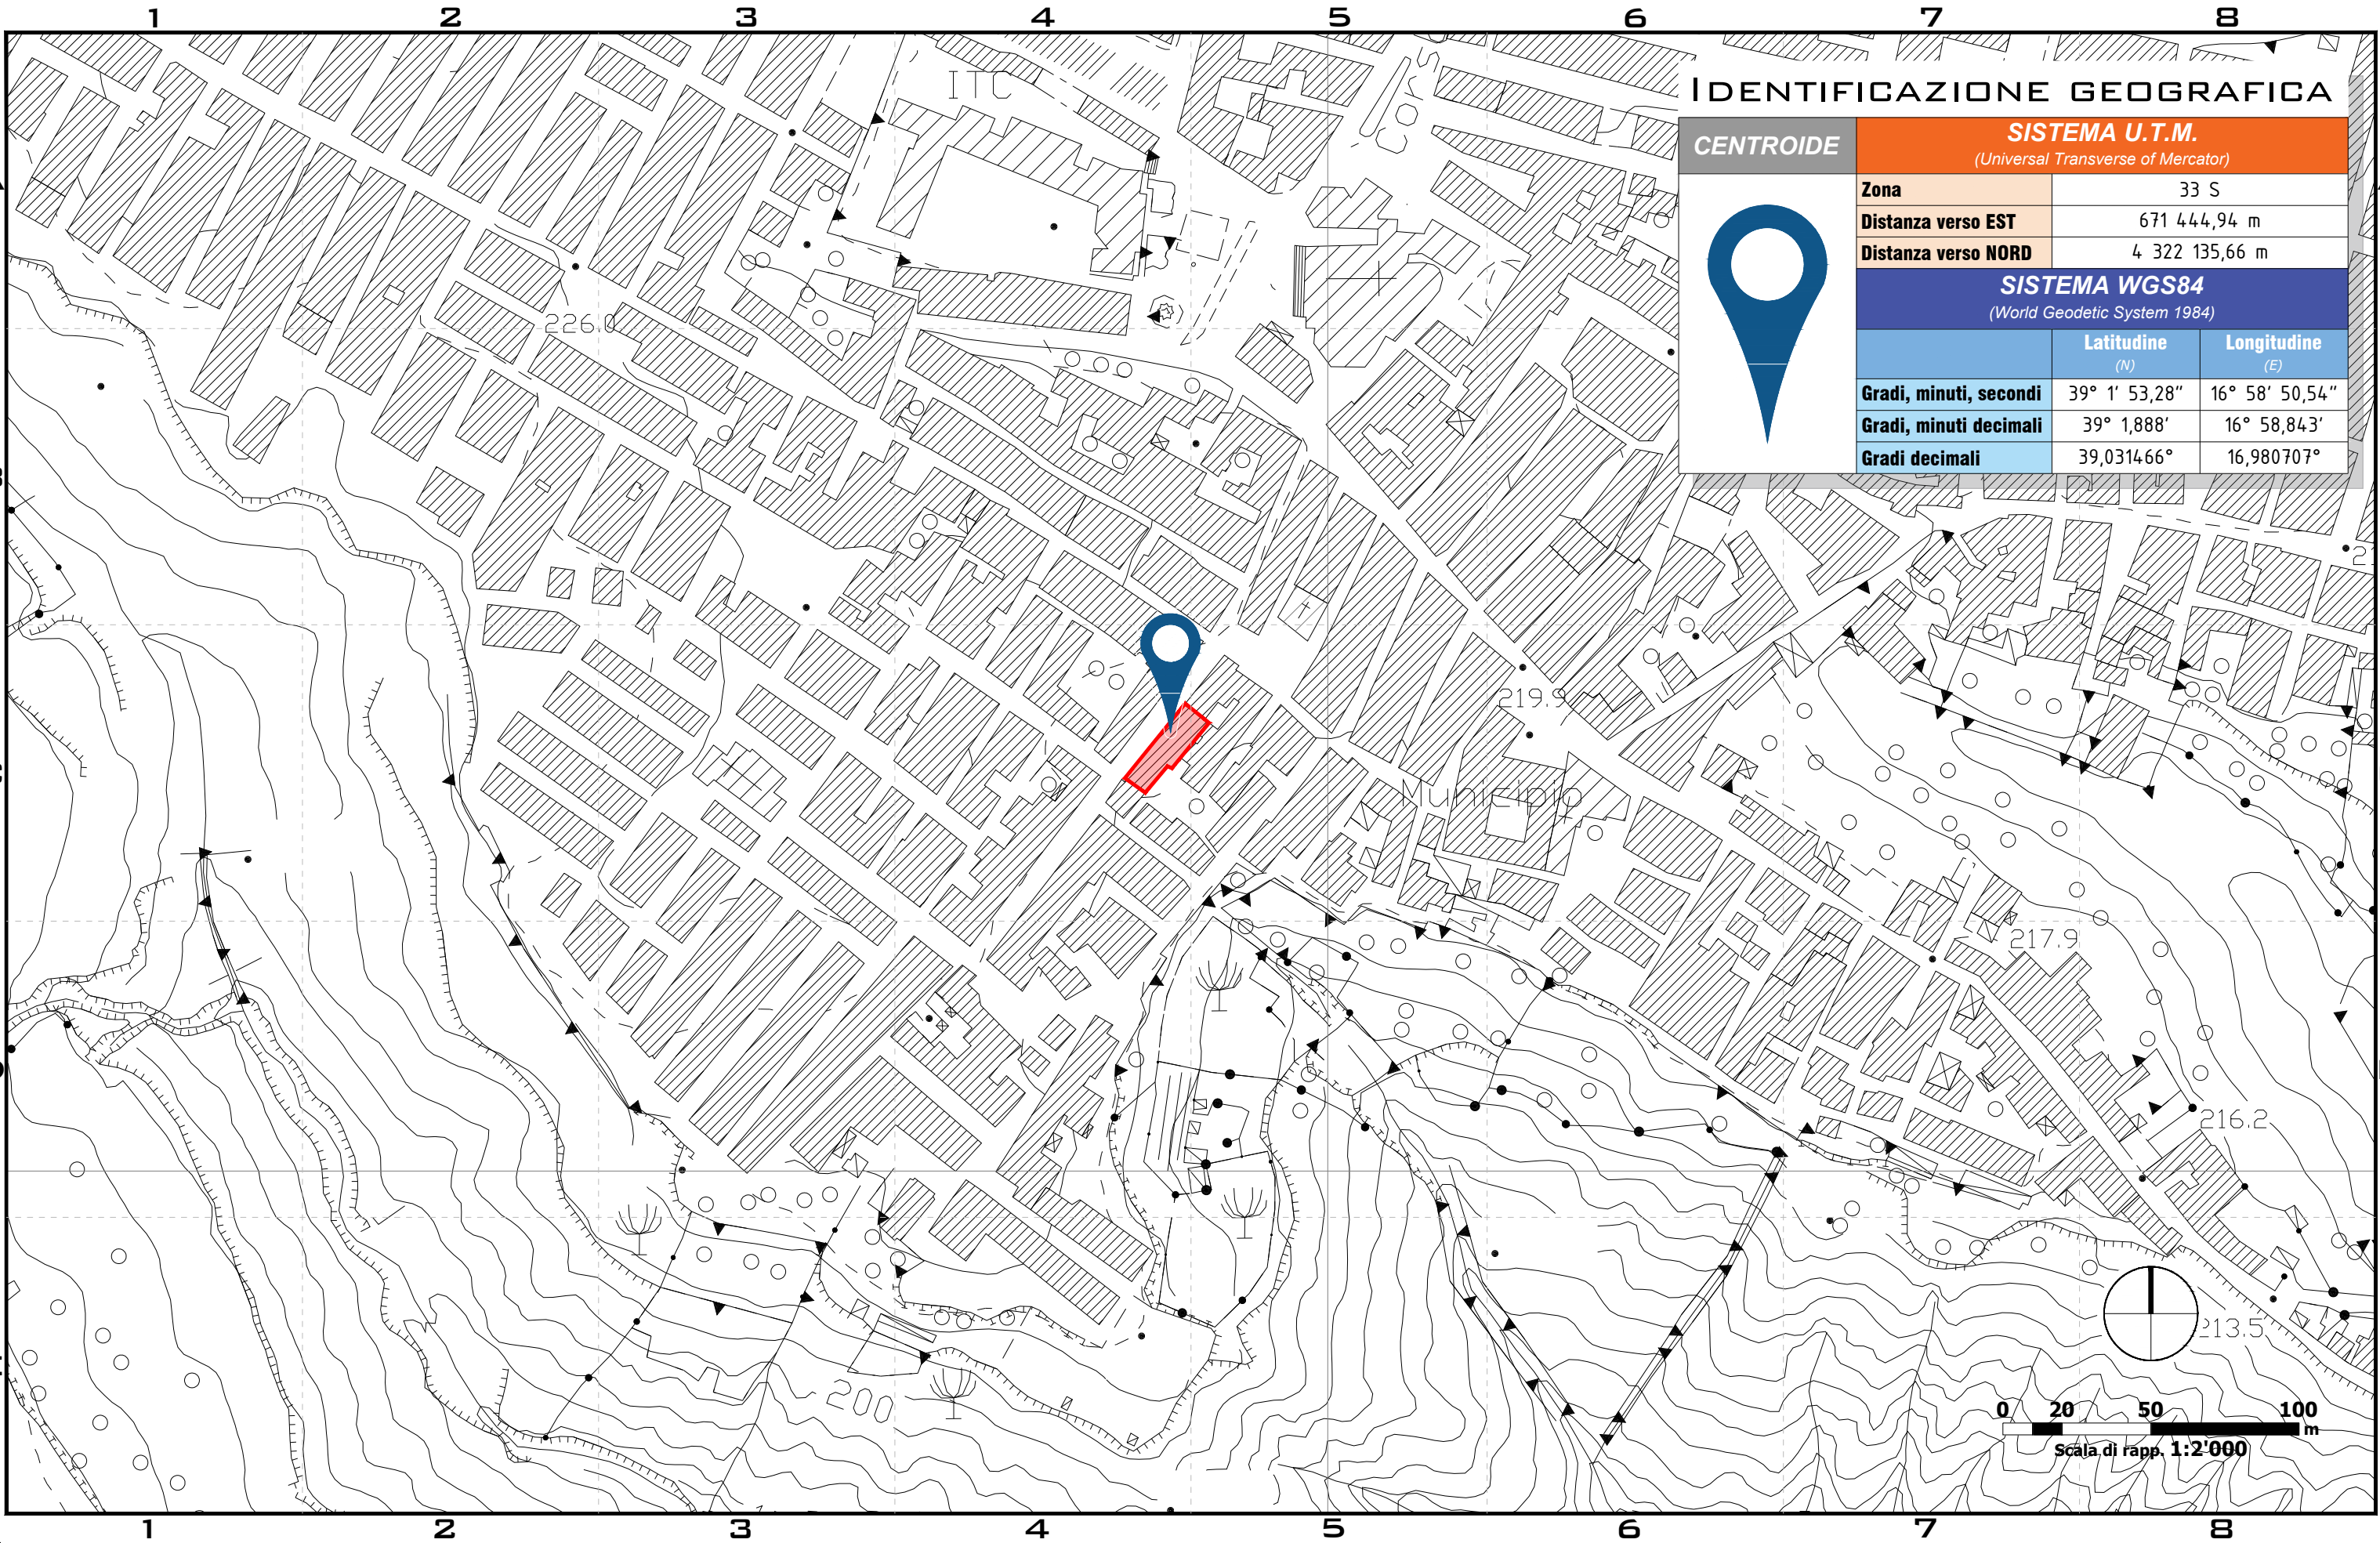 1 2 3 4 5 6 7 8
ITC
IDENTIFICAZIONE GEOGRAFICA
CENTROIDE
SISTEMA U.T.M.
(Universal Transverse of Mercator)
Zona 33 S
Distanza verso EST 671 444,94 m
Distanza verso NORD 4 322 135,66 m
SISTEMA WGS84
(World Geodetic System 1984)
Latitudine Longitudine
(N) (E)
Gradi, minuti, secondi 39° 1' 53,28" 16° 58' 50,54"
Gradi, minuti decimali 39° 1,888' 16° 58,843'
Gradi decimali 39,031466° 16,980707°
226.0
219.9
Municipio
217.9
216.2
213.5
200
0 20 50 100
m
Scala di rapp. 1:2'000
1 2 3 4 5 6 7 8